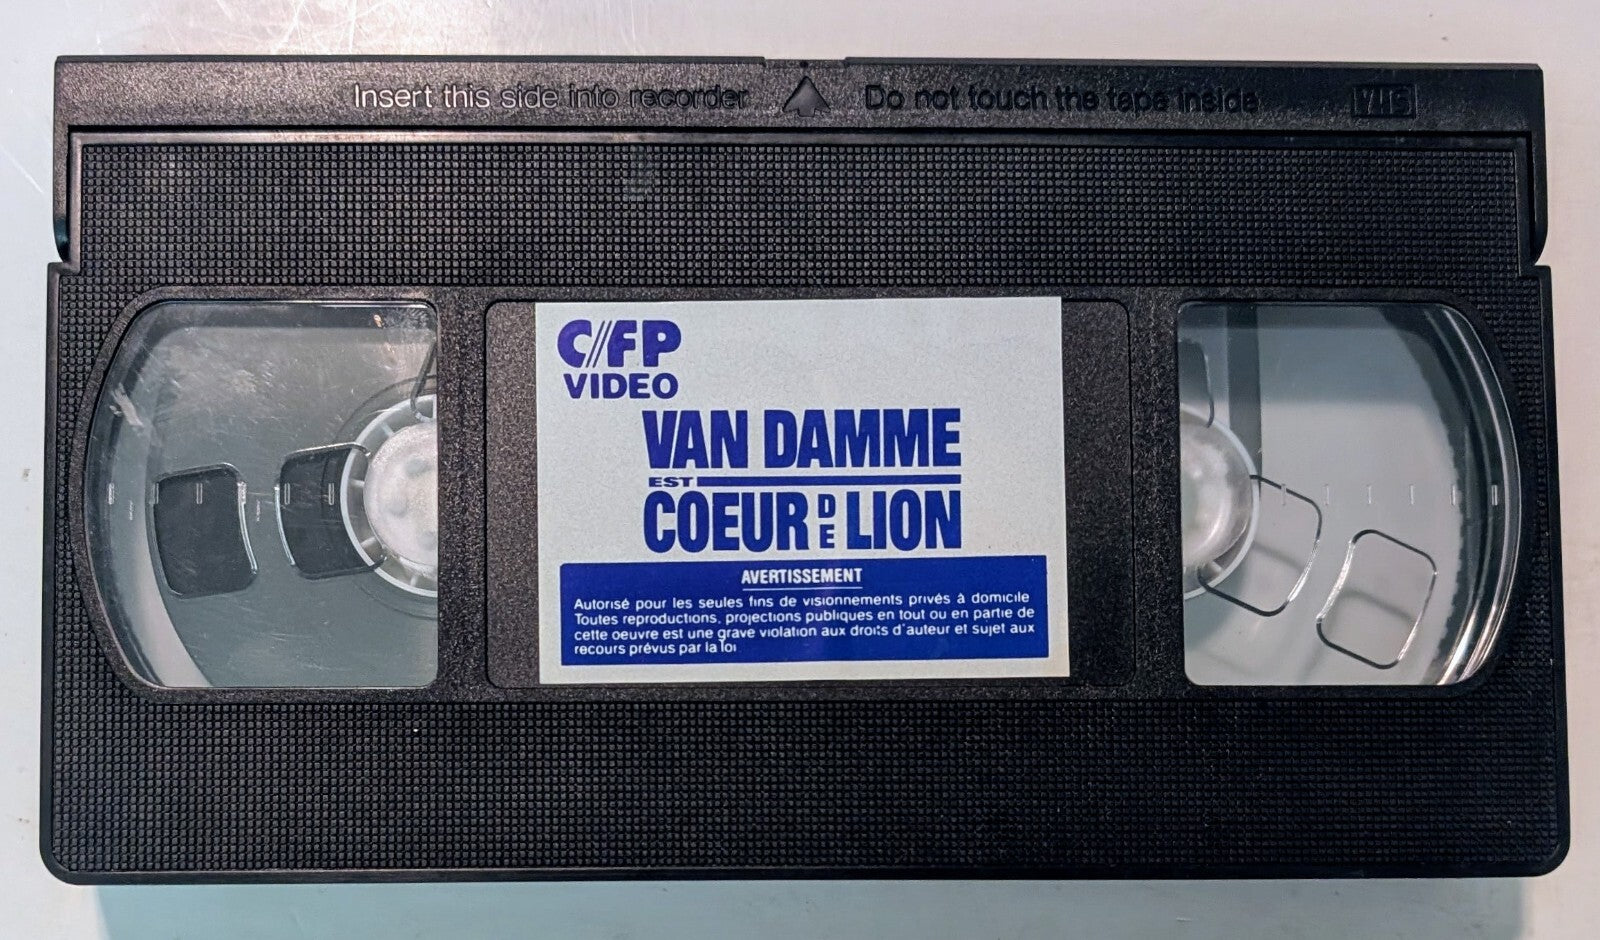 Insert this side into recorder Do not touch the tape inside VHS
C//FP
VIDEO
VAN DAMME
EST
COEUR DE LION
AVERTISSEMENT
Autorisé pour les seules fins de visionnements privés à domicile
Toutes reproductions, projections publiques en tout ou en partie de
cette oeuvre est une grave violation aux droits d'auteur et sujet aux
recours prévus par la loi